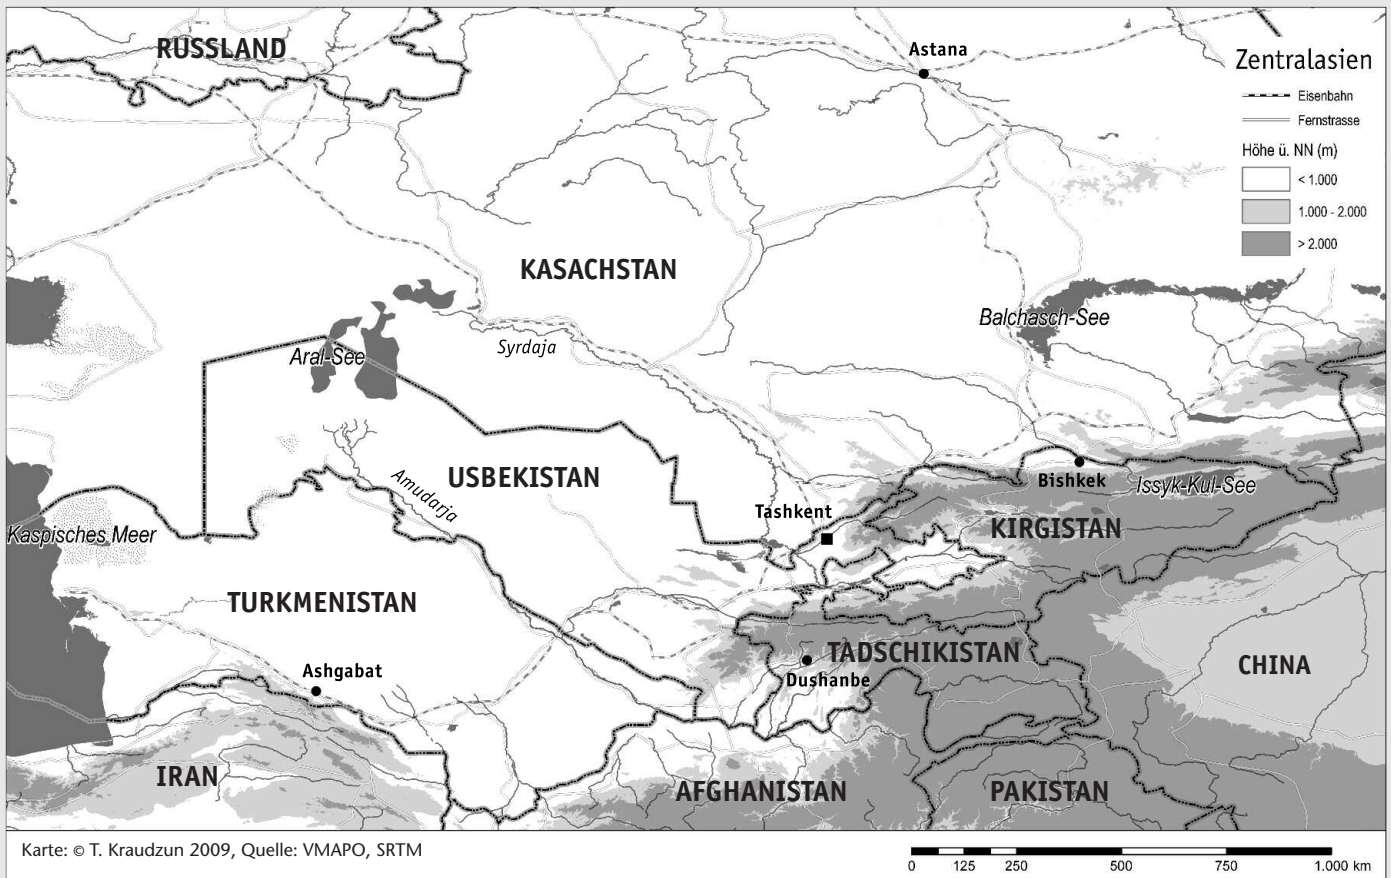 RUSSLAND
Astana
Zentralasien
Eisenbahn
Fernstrasse
Höhe ü. NN (m)
< 1.000
1.000 - 2.000
> 2.000
KASACHSTAN
Balchasch-See
Syrdaja
Aral-See
USBEKISTAN
Amudarja
Bishkek
Issyk-Kul-See
Tashkent
KIRGISTAN
Kaspisches Meer
TURKMENISTAN
TADSCHIKISTAN
Dushanbe
Ashgabat
CHINA
IRAN
AFGHANISTAN
PAKISTAN
Karte: © T. Kraudzun 2009, Quelle: VMAP0, SRTM
0 125 250 500 750 1.000 km